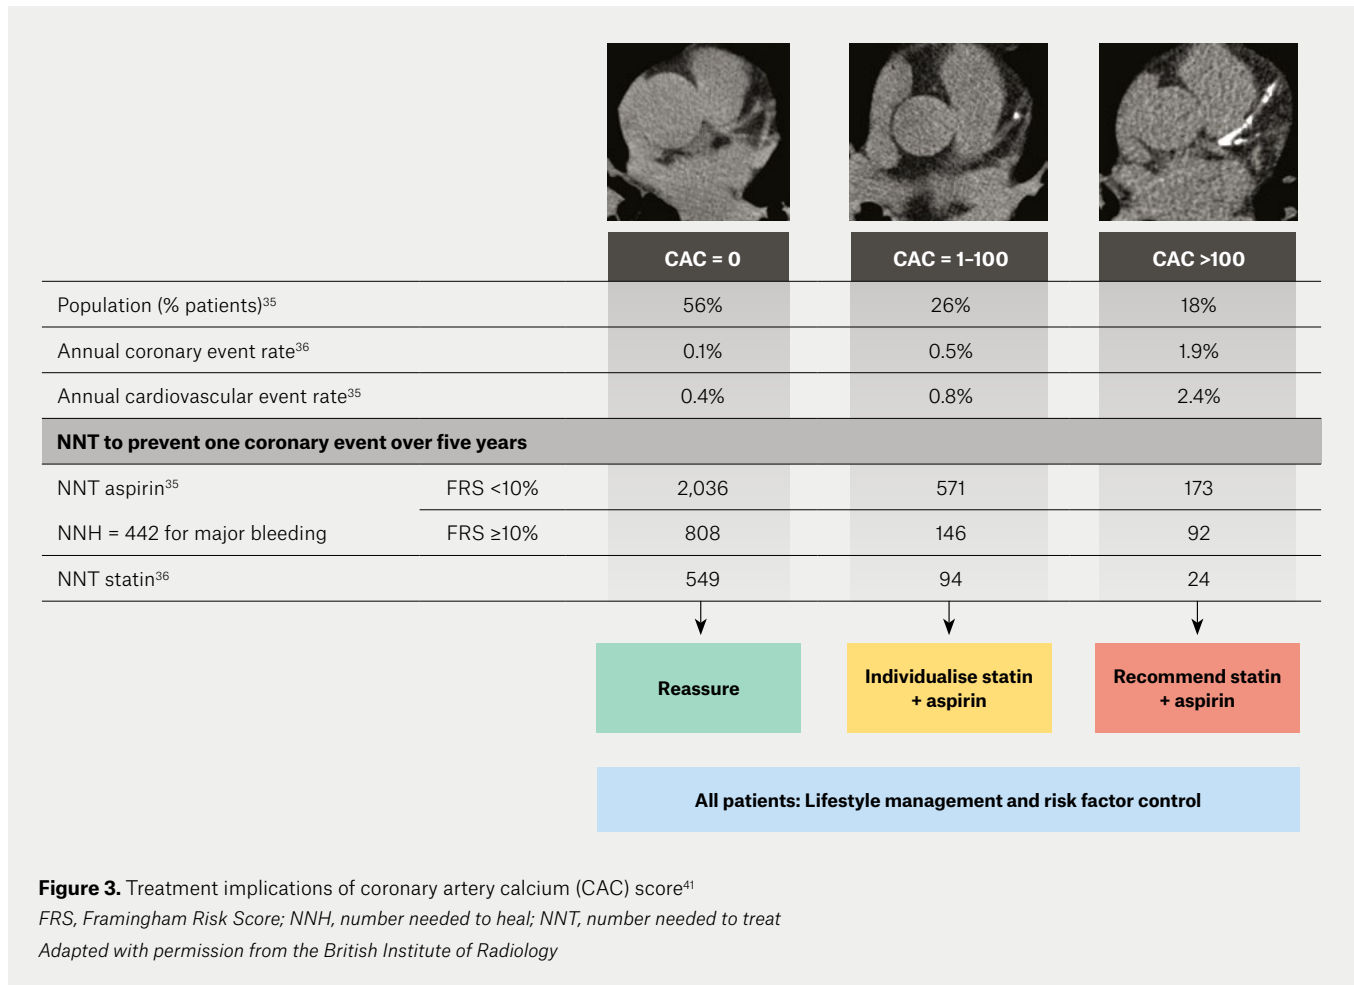 CAC = 0 CAC = 1–100 CAC >100
Population (% patients)35 56% 26% 18%
Annual coronary event rate36 0.1% 0.5% 1.9%
Annual cardiovascular event rate35 0.4% 0.8% 2.4%
NNT to prevent one coronary event over five years
NNT aspirin35 FRS <10% 2,036 571 173
NNH = 442 for major bleeding FRS ≥10% 808 146 92
NNT statin36 549 94 24
Reassure
Individualise statin
+ aspirin
Recommend statin
+ aspirin
All patients: Lifestyle management and risk factor control
Figure 3. Treatment implications of coronary artery calcium (CAC) score41
FRS, Framingham Risk Score; NNH, number needed to heal; NNT, number needed to treat
Adapted with permission from the British Institute of Radiology